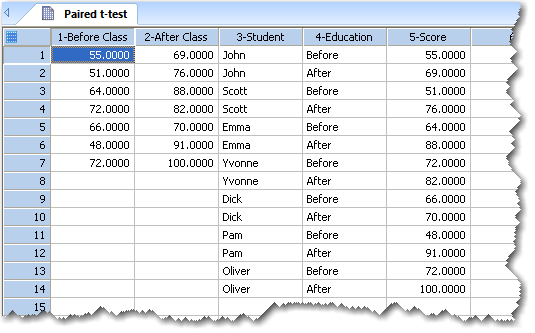 Paired t-test
1-Before Class 2-After Class 3-Student 4-Education 5-Score
1 55.0000 69.0000 John Before 55.0000
2 51.0000 76.0000 John After 69.0000
3 64.0000 88.0000 Scott Before 51.0000
4 72.0000 82.0000 Scott After 76.0000
5 66.0000 70.0000 Emma Before 64.0000
6 48.0000 91.0000 Emma After 88.0000
7 72.0000 100.0000 Yvonne Before 72.0000
8 Yvonne After 82.0000
9 Dick Before 66.0000
10 Dick After 70.0000
11 Pam Before 48.0000
12 Pam After 91.0000
13 Oliver Before 72.0000
14 Oliver After 100.0000
15